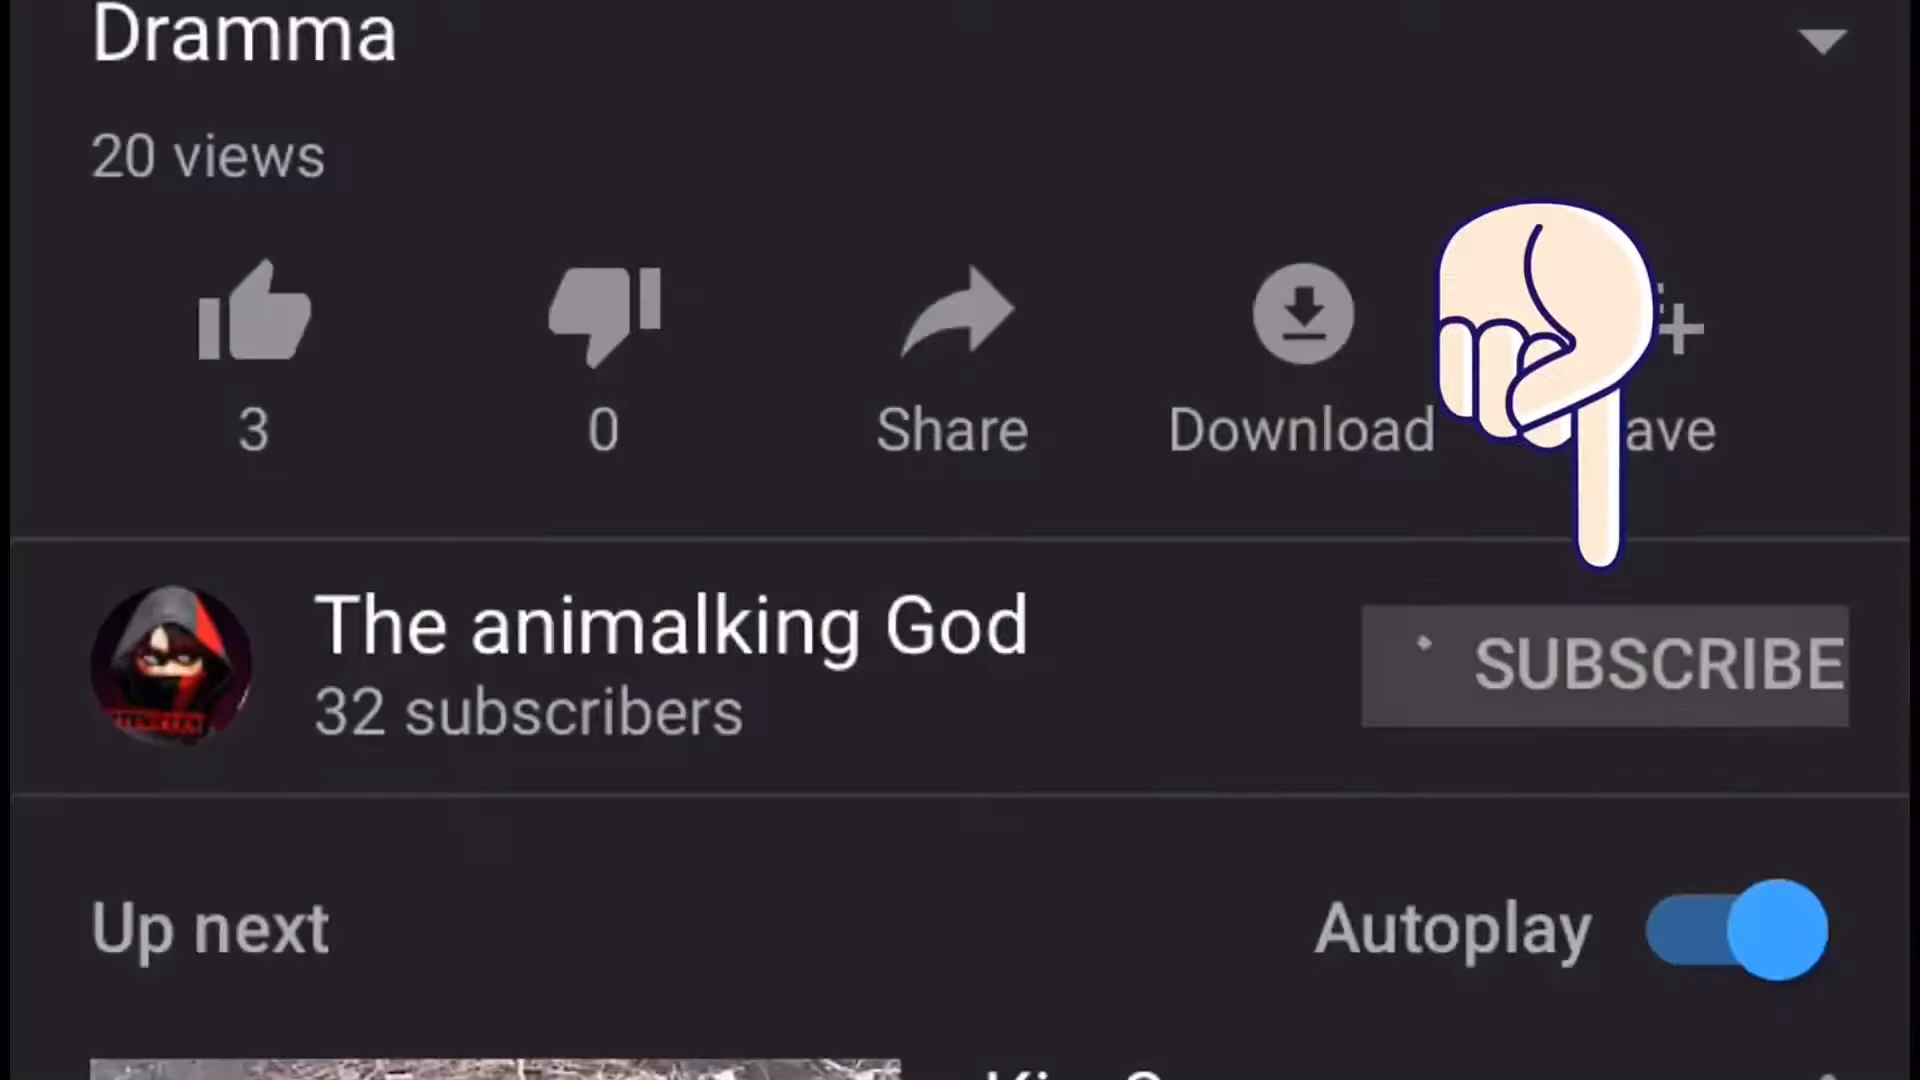 Dramma
20 views
3
0
Share
Download
ave
The animalking God
SUBSCRIBE
32 subscribers
Up next
Autoplay